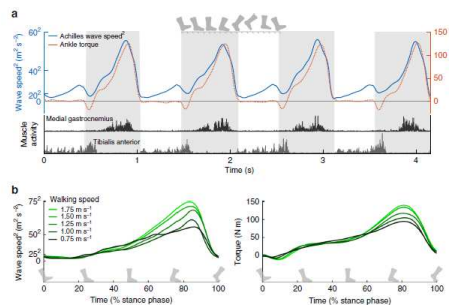 a
60²
40²
20²
0
Wave speed² (m² s⁻²)
Achilles wave speed²
Ankle torque
150
100
50
0
Muscle activity
Medial gastrocnemius
Tibialis anterior
0
1
2
3
4
Time (s)
b
Wave speed² (m² s⁻²)
75²
50²
25²
0
Walking speed
1.75 m s⁻¹
1.50 m s⁻¹
1.25 m s⁻¹
1.00 m s⁻¹
0.75 m s⁻¹
0
20
40
60
80
100
Time (% stance phase)
Torque (N m)
150
100
50
0
0
20
40
60
80
100
Time (% stance phase)